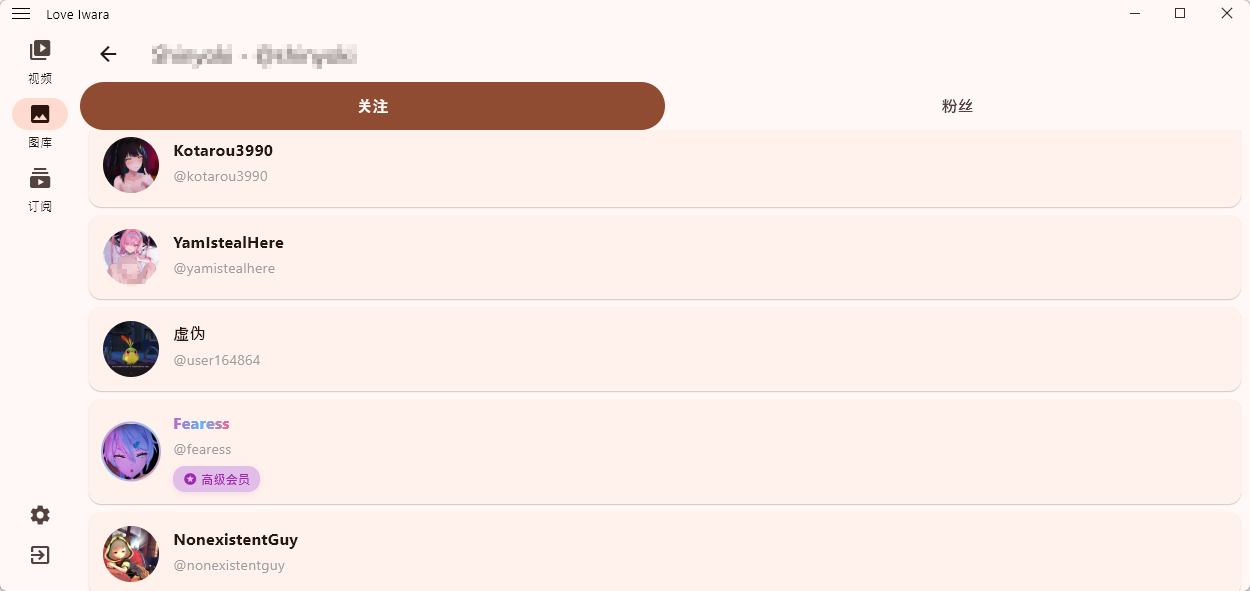 Love Iwara
视频
图库
订阅
关注
粉丝
Kotarou3990
@kotarou3990
YamIstealHere
@yamistealhere
虚伪
@user164864
Fearess
@fearess
高级会员
NonexistentGuy
@nonexistentguy